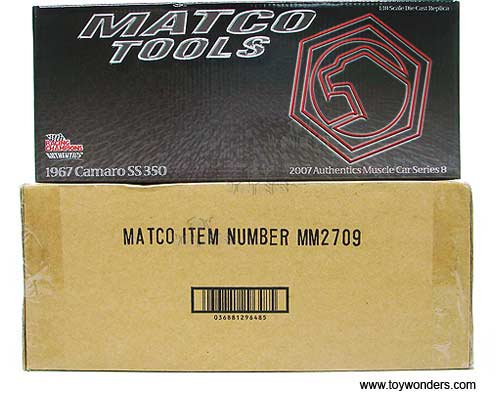 MATCO
TOOLS
1:18 Scale Die Cast Replica
RACING
CHAMPIONS
AUTHENTICS
1967 Camaro SS 350
2007 Authentics Muscle Car Series 8
MATCO ITEM NUMBER MM2709
036881296485
www.toywonders.com